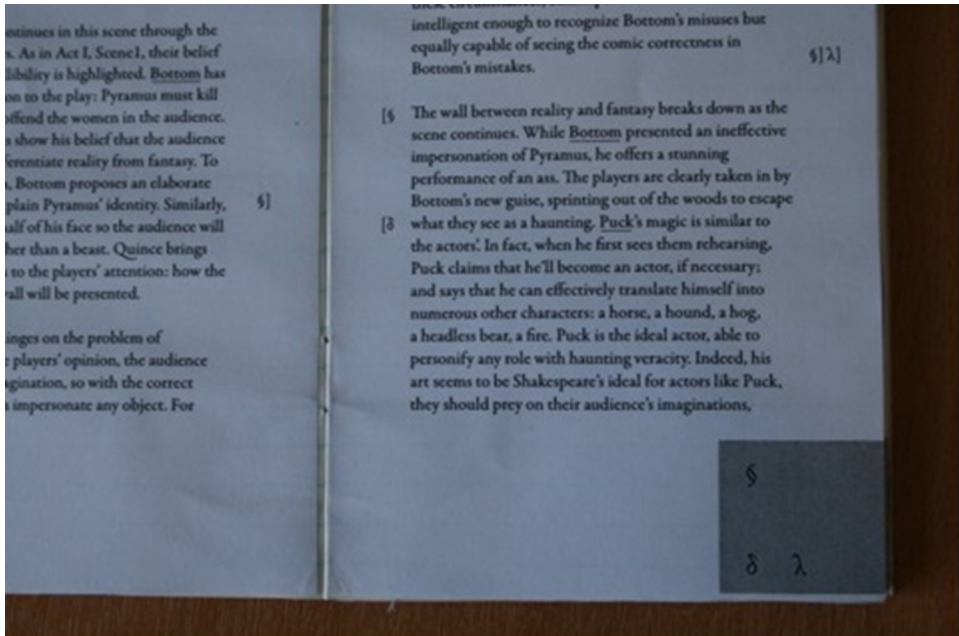 ontinues in this scene through the
s. As in Act I, Scene1, their belief
libility is highlighted. Bottom has
on to the play: Pyramus must kill
offend the women in the audience.
s show his belief that the audience
ferentiate reality from fantasy. To
, Bottom proposes an elaborate
plain Pyramus' identity. Similarly, §]
alf of his face so the audience will
her than a beast. Quince brings
to the players' attention: how the
all will be presented.
inges on the problem of
players' opinion, the audience
agination, so with the correct
impersonate any object. For
intelligent enough to recognize Bottom's misuses but
equally capable of seeing the comic correctness in §]λ]
Bottom's mistakes.
[§ The wall between reality and fantasy breaks down as the
scene continues. While Bottom presented an ineffective
impersonation of Pyramus, he offers a stunning
performance of an ass. The players are clearly taken in by
Bottom's new guise, sprinting out of the woods to escape
[δ what they see as a haunting. Puck's magic is similar to
the actors'. In fact, when he first sees them rehearsing,
Puck claims that he'll become an actor, if necessary;
and says that he can effectively translate himself into
numerous other characters: a horse, a hound, a hog,
a headless bear, a fire. Puck is the ideal actor, able to
personify any role with haunting veracity. Indeed, his
art seems to be Shakespeare's ideal for actors like Puck,
they should prey on their audience's imaginations,
§
δ λ